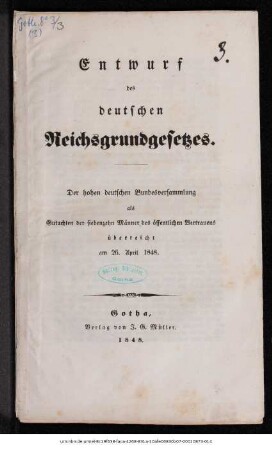 3.
Entwurf
des
deutschen
Reichsgrundgesetzes.
Der hohen deutschen Bundesversammlung
als
Gutachten der siebenzehn Männer des öffentlichen Vertrauens
überreicht
am 26. April 1848.
Gotha,
Verlag von J. G. Müller.
1848.